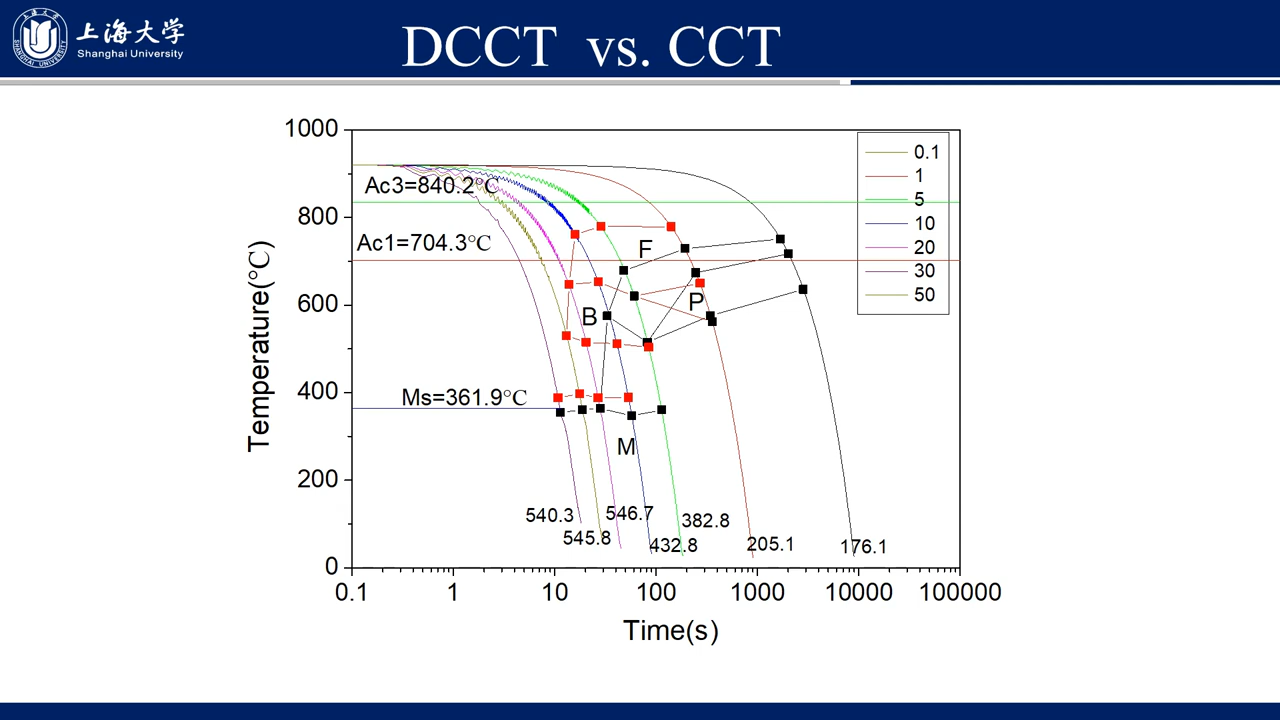 上海大学
Shanghai University
SHANGHAI UNIVERSITY
DCCT vs. CCT
1000
800
600
400
200
0
Temperature(°C)
Ac3=840.2°C
Ac1=704.3°C
Ms=361.9°C
F
P
B
M
0.1
1
5
10
20
30
50
540.3
545.8
546.7
432.8
382.8
205.1
176.1
0.1 1 10 100 1000 10000 100000
Time(s)